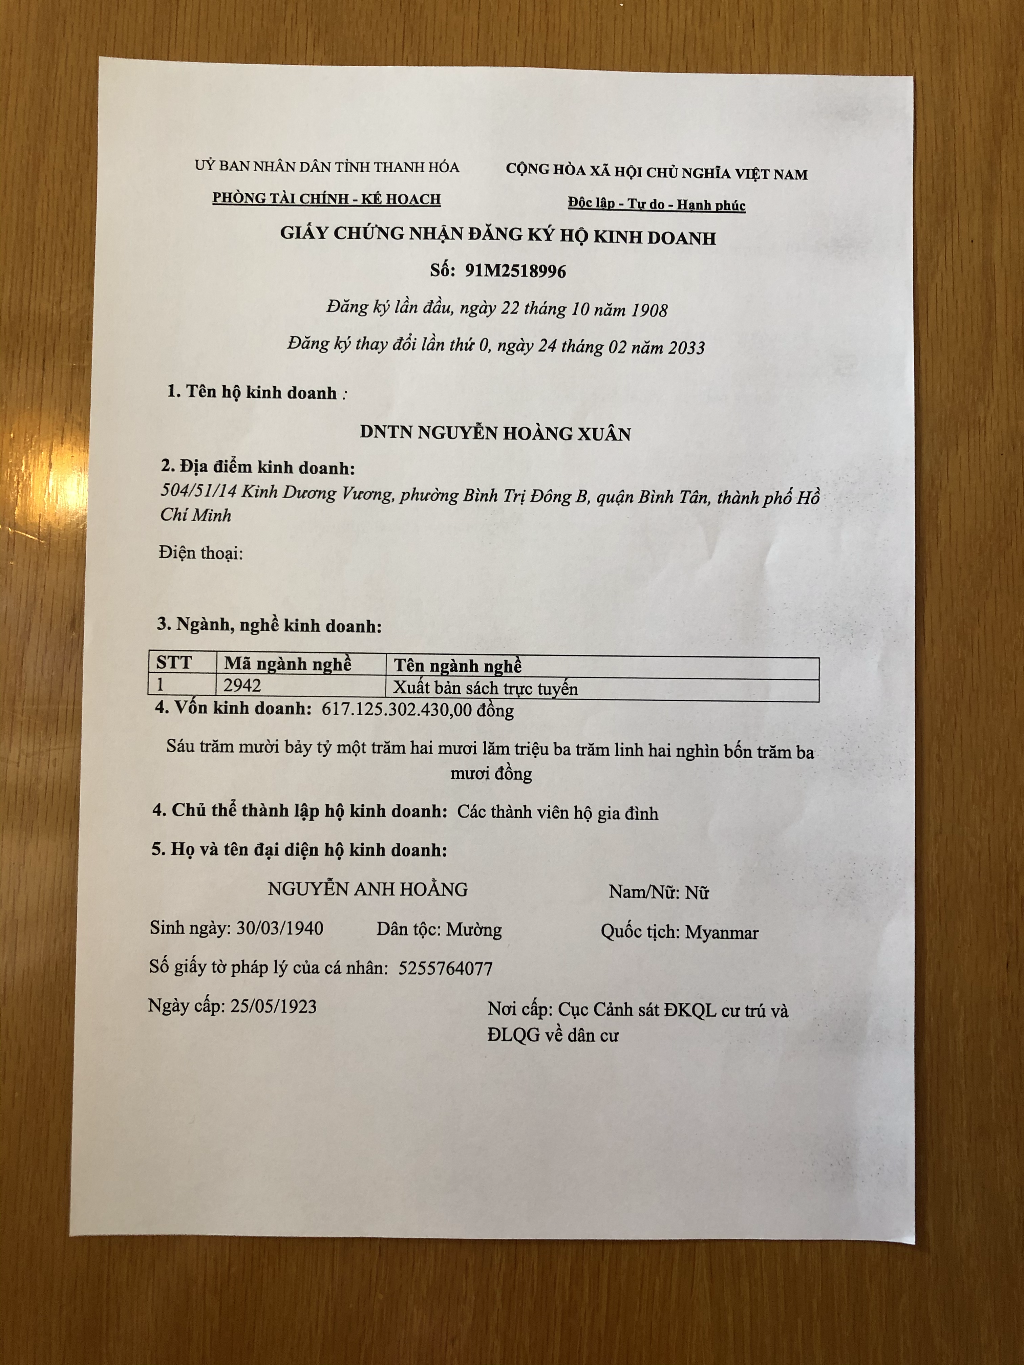 UỶ BAN NHÂN DÂN TỈNH THANH HÓA
CỘNG HÒA XÃ HỘI CHỦ NGHĨA VIỆT NAM
PHÒNG TÀI CHÍNH - KẾ HOẠCH
Độc lập - Tự do - Hạnh phúc
GIẤY CHỨNG NHẬN ĐĂNG KÝ HỘ KINH DOANH
Số: 91M2518996
Đăng ký lần đầu, ngày 22 tháng 10 năm 1908
Đăng ký thay đổi lần thứ 0, ngày 24 tháng 02 năm 2033
1. Tên hộ kinh doanh :
DNTN NGUYỄN HOÀNG XUÂN
2. Địa điểm kinh doanh:
504/51/14 Kinh Dương Vương, phường Bình Trị Đông B, quận Bình Tân, thành phố Hồ
Chí Minh
Điện thoại:
3. Ngành, nghề kinh doanh:
STT Mã ngành nghề Tên ngành nghề
1 2942 Xuất bản sách trực tuyến
4. Vốn kinh doanh: 617.125.302.430,00 đồng
Sáu trăm mười bảy tỷ một trăm hai mươi lăm triệu ba trăm linh hai nghìn bốn trăm ba
mươi đồng
4. Chủ thể thành lập hộ kinh doanh: Các thành viên hộ gia đình
5. Họ và tên đại diện hộ kinh doanh:
NGUYỄN ANH HOẰNG
Nam/Nữ: Nữ
Sinh ngày: 30/03/1940 Dân tộc: Mường Quốc tịch: Myanmar
Số giấy tờ pháp lý của cá nhân: 5255764077
Ngày cấp: 25/05/1923
Nơi cấp: Cục Cảnh sát ĐKQL cư trú và
ĐLQG về dân cư